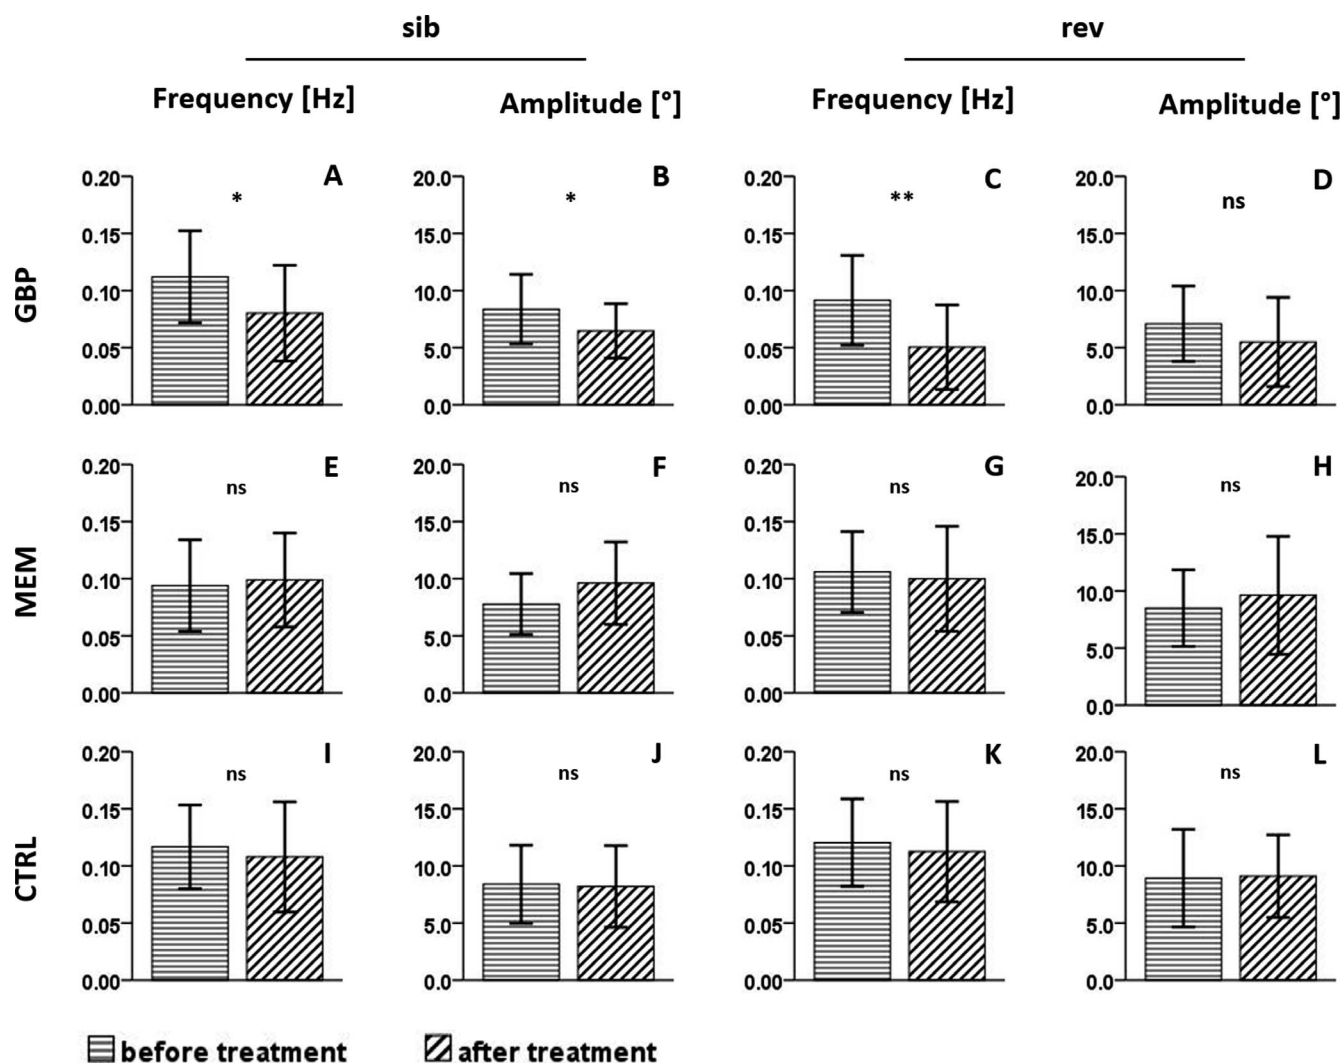 sib rev
Frequency [Hz] Amplitude [°] Frequency [Hz] Amplitude [°]
GBP
A
*
0.20
0.15
0.10
0.05
0.00
B
*
20.0
15.0
10.0
5.0
0.0
C
**
0.20
0.15
0.10
0.05
0.00
D
ns
20.0
15.0
10.0
5.0
0.0
MEM
E
ns
0.20
0.15
0.10
0.05
0.00
F
ns
20.0
15.0
10.0
5.0
0.0
G
ns
0.20
0.15
0.10
0.05
0.00
H
ns
20.0
15.0
10.0
5.0
0.0
CTRL
I
ns
0.20
0.15
0.10
0.05
0.00
J
ns
20.0
15.0
10.0
5.0
0.0
K
ns
0.20
0.15
0.10
0.05
0.00
L
ns
20.0
15.0
10.0
5.0
0.0
before treatment after treatment